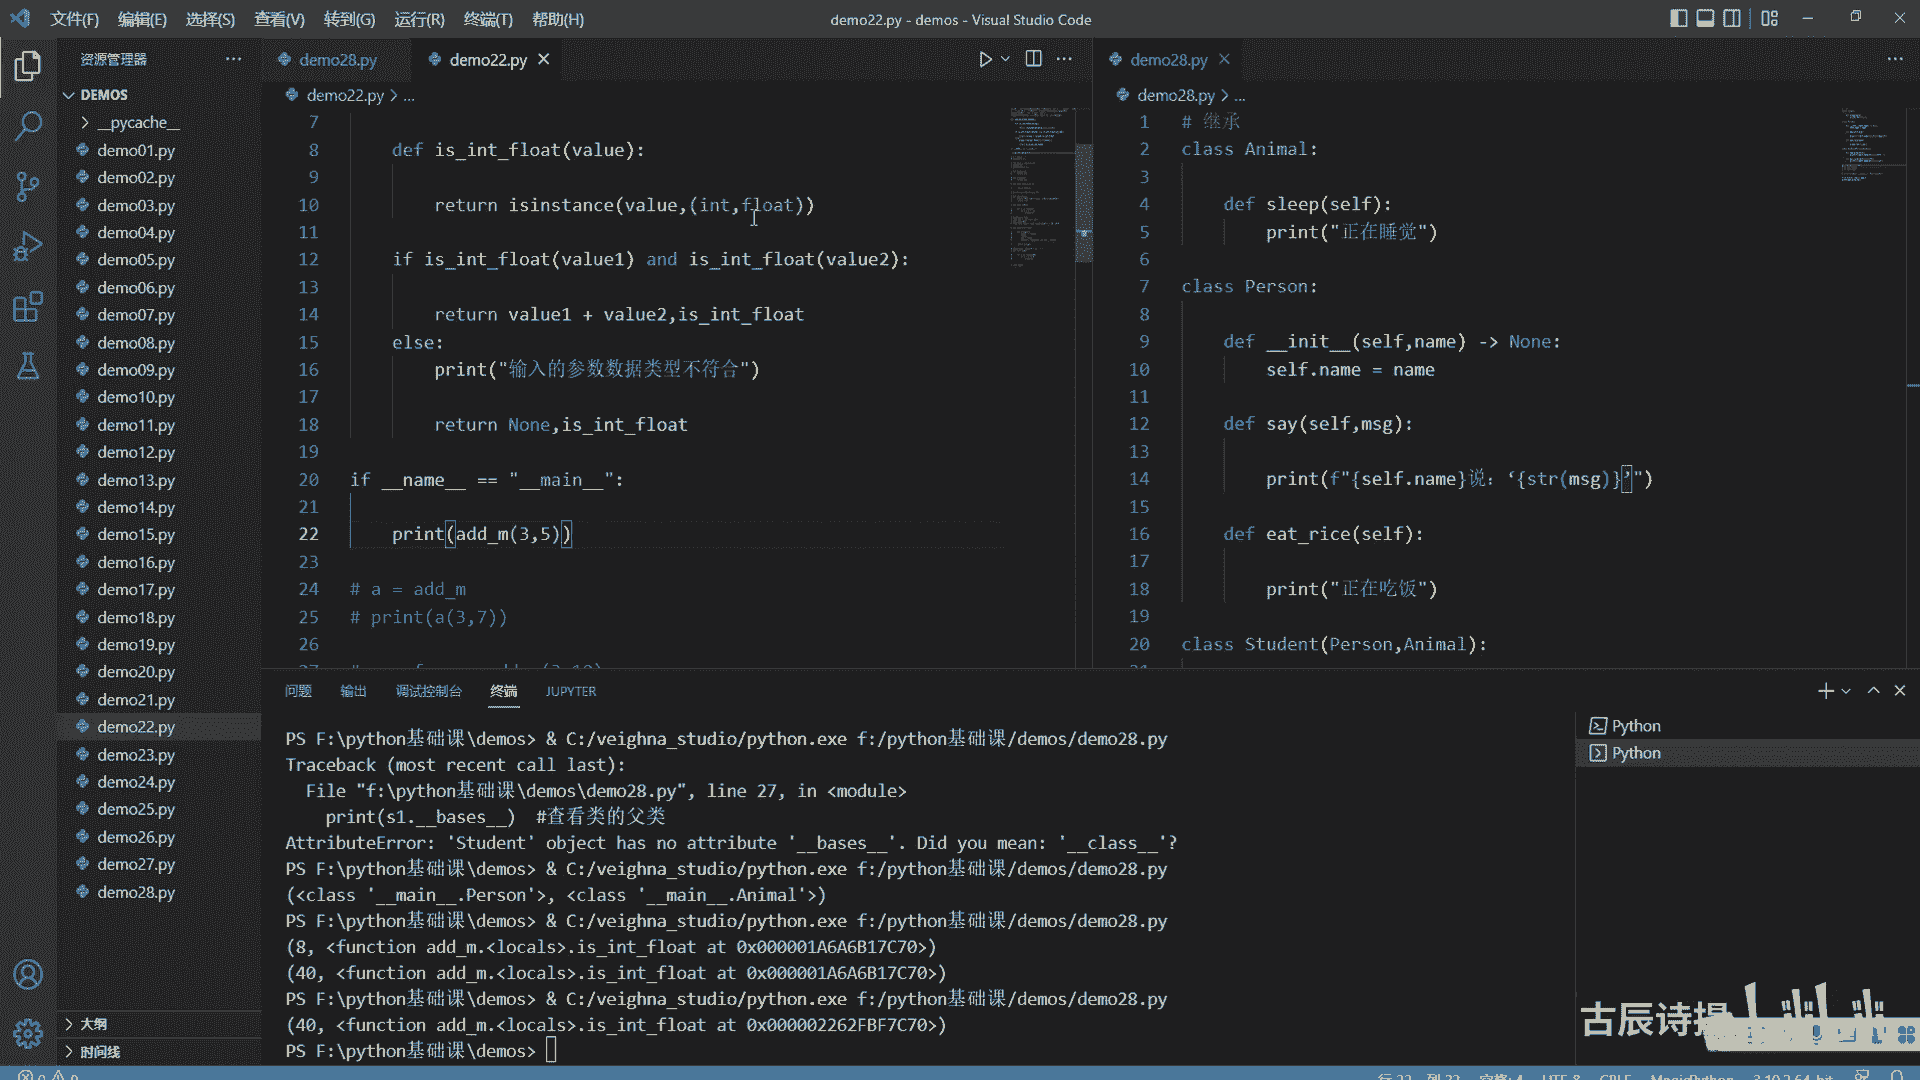 文件(F) 编辑(E) 选择(S) 查看(V) 转到(G) 运行(R) 终端(T) 帮助(H)
demo22.py - demos - Visual Studio Code
资源管理器
DEMOS
__pycache__
demo01.py
demo02.py
demo03.py
demo04.py
demo05.py
demo06.py
demo07.py
demo08.py
demo09.py
demo10.py
demo11.py
demo12.py
demo13.py
demo14.py
demo15.py
demo16.py
demo17.py
demo18.py
demo19.py
demo20.py
demo21.py
demo22.py
demo23.py
demo24.py
demo25.py
demo26.py
demo27.py
demo28.py
大纲
时间线
demo28.py demo22.py
demo22.py > ...
7
8 def is_int_float(value):
9
10 return isinstance(value,(int,float))
11
12 if is_int_float(value1) and is_int_float(value2):
13
14 return value1 + value2,is_int_float
15 else:
16 print("输入的参数数据类型不符合")
17
18 return None,is_int_float
19
20 if __name__ == "__main__":
21
22 print(add_m(3,5))
23
24 # a = add_m
25 # print(a(3,7))
26
demo28.py
demo28.py > ...
1 # 继承
2 class Animal:
3
4 def sleep(self):
5 print("正在睡觉")
6
7 class Person:
8
9 def __init__(self,name) -> None:
10 self.name = name
11
12 def say(self,msg):
13
14 print(f"{self.name}说：‘{str(msg)}’")
15
16 def eat_rice(self):
17
18 print("正在吃饭")
19
20 class Student(Person,Animal):
问题 输出 调试控制台 终端 JUPYTER
PS F:\python基础课\demos> & C:/veighna_studio/python.exe f:/python基础课/demos/demo28.py
Traceback (most recent call last):
File "f:\python基础课\demos\demo28.py", line 27, in <module>
print(s1.__bases__) #查看类的父类
AttributeError: 'Student' object has no attribute '__bases__'. Did you mean: '__class__'?
PS F:\python基础课\demos> & C:/veighna_studio/python.exe f:/python基础课/demos/demo28.py
(<class '__main__.Person'>, <class '__main__.Animal'>)
PS F:\python基础课\demos> & C:/veighna_studio/python.exe f:/python基础课/demos/demo28.py
(8, <function add_m.<locals>.is_int_float at 0x000001A6A6B17C70>)
(40, <function add_m.<locals>.is_int_float at 0x000001A6A6B17C70>)
PS F:\python基础课\demos> & C:/veighna_studio/python.exe f:/python基础课/demos/demo28.py
(40, <function add_m.<locals>.is_int_float at 0x000002262FBF7C70>)
PS F:\python基础课\demos>
Python
Python
古辰诗提